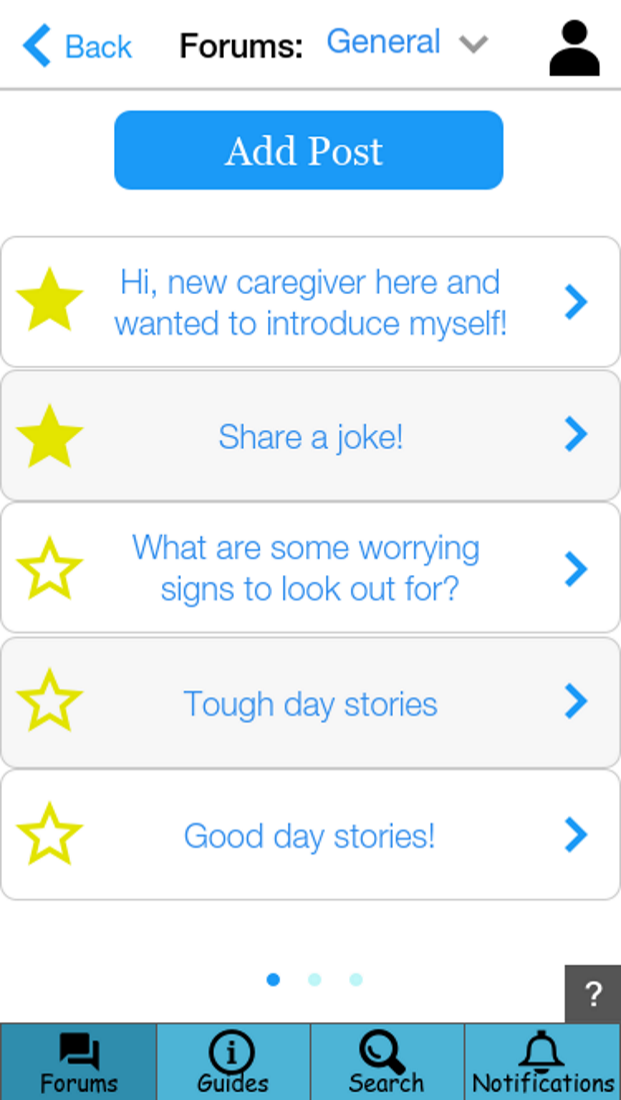 Back Forums: General
Add Post
Hi, new caregiver here and
wanted to introduce myself!
Share a joke!
What are some worrying
signs to look out for?
Tough day stories
Good day stories!
?
Forums Guides Search Notifications